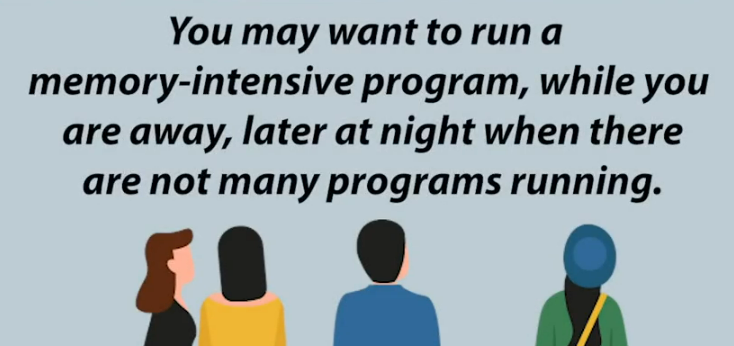 You may want to run a
memory-intensive program, while you
are away, later at night when there
are not many programs running.